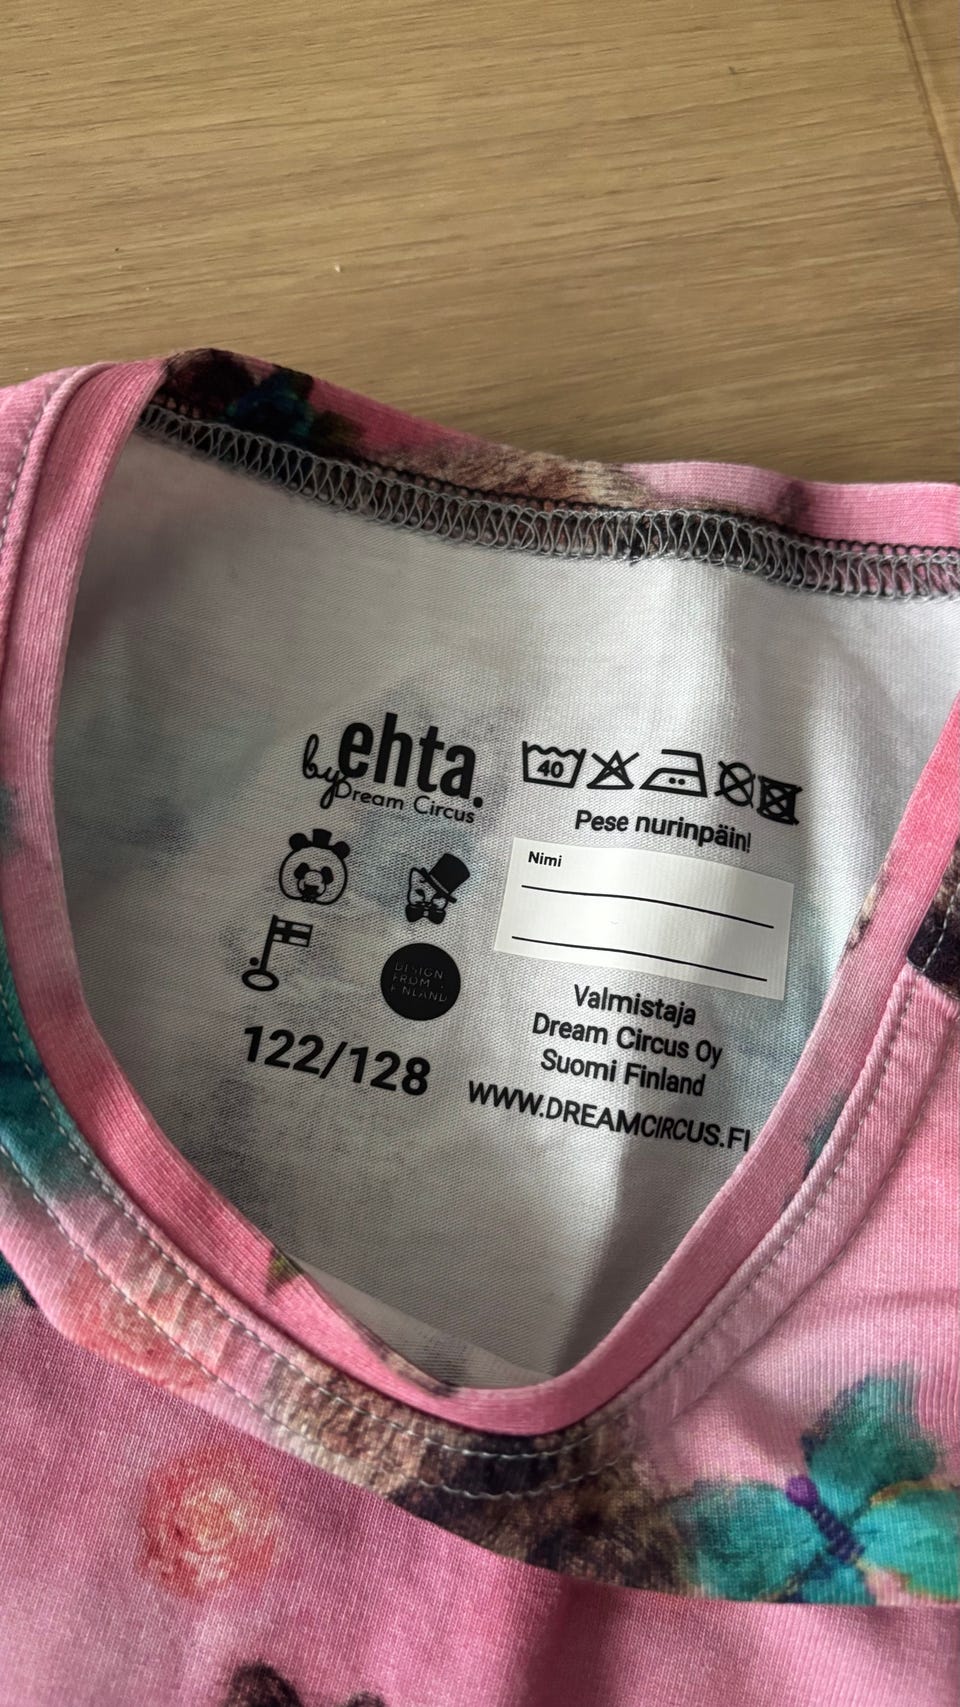 by ehta.
Dream Circus
40
Pese nurinpäin!
Nimi
DESIGN
FROM
FINLAND
122/128
Valmistaja
Dream Circus Oy
Suomi Finland
WWW.DREAMCIRCUS.FI